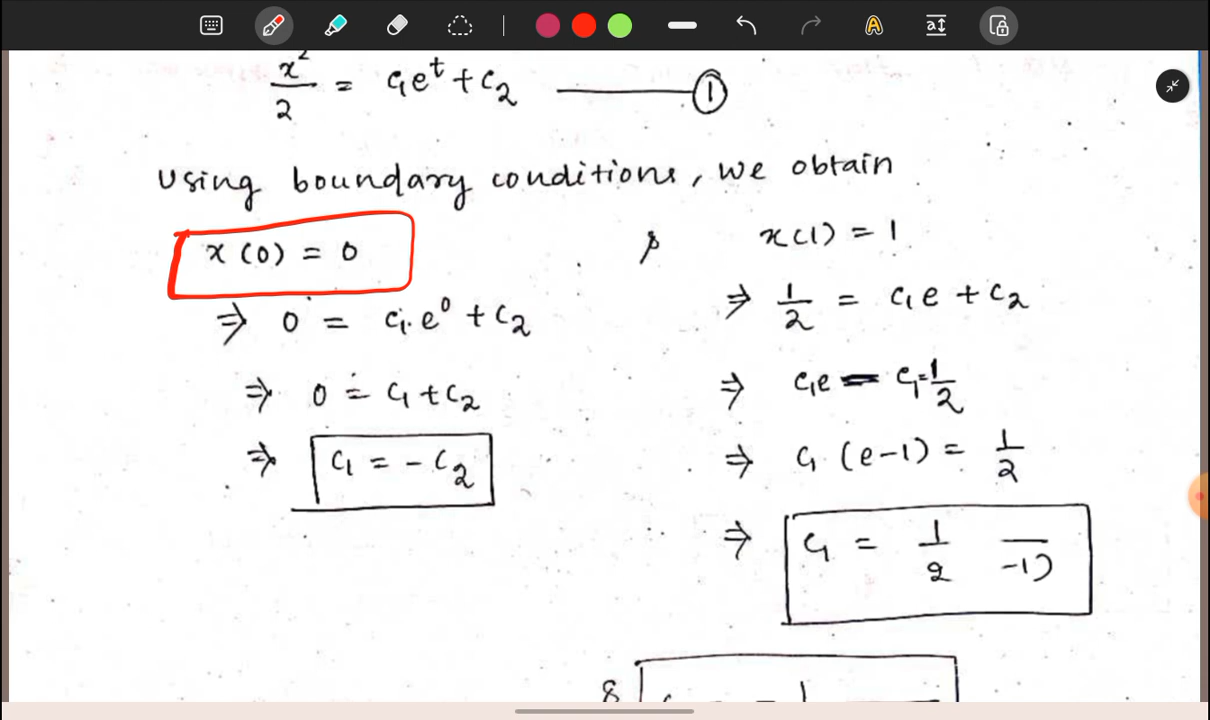 x²/2 = c₁eᵗ + c₂ ——— ①
Using boundary conditions, we obtain
x(0) = 0
⇒ 0 = c₁.e⁰ + c₂
⇒ 0 = c₁ + c₂
⇒ c₁ = - c₂
x(1) = 1
⇒ 1/2 = c₁e + c₂
⇒ c₁e - c₁ = 1/2
⇒ c₁ (e-1) = 1/2
⇒ c₁ = 1/2 -1)